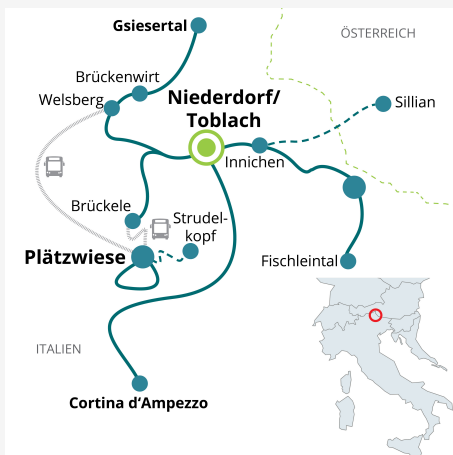 Gsiesertal
ÖSTERREICH
Brückenwirt
Welsberg
Niederdorf/
Toblach
Sillian
Innichen
Brückele
Strudel-
kopf
Plätzwiese
Fischleintal
ITALIEN
Cortina d‘Ampezzo